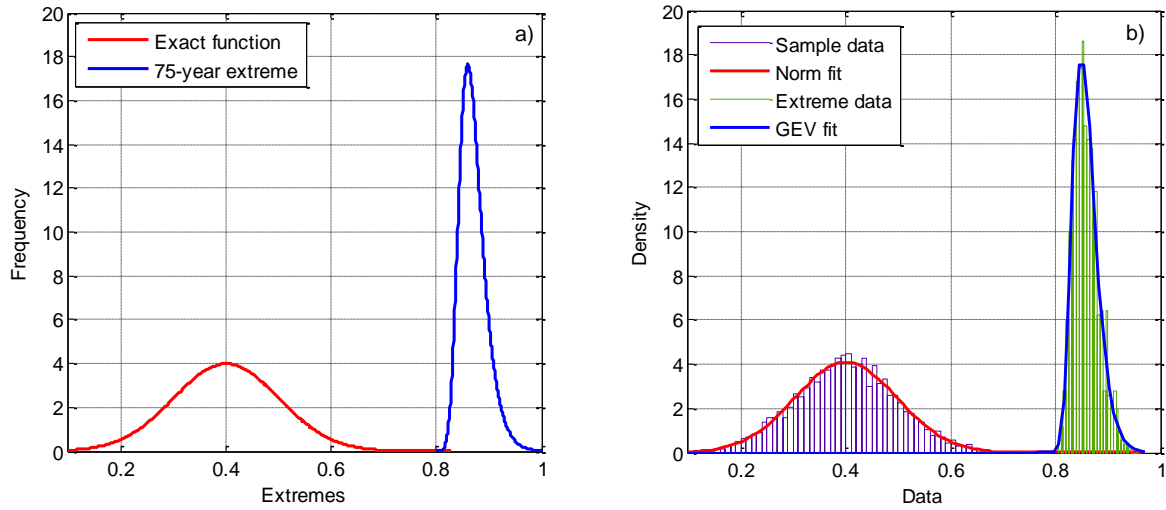 a)
Exact function
75-year extreme
20
18
16
14
12
10
8
6
4
2
0
Frequency
0.2
0.4
0.6
0.8
1
Extremes
b)
Sample data
Norm fit
Extreme data
GEV fit
20
18
16
14
12
10
8
6
4
2
0
Density
0.2
0.4
0.6
0.8
1
Data